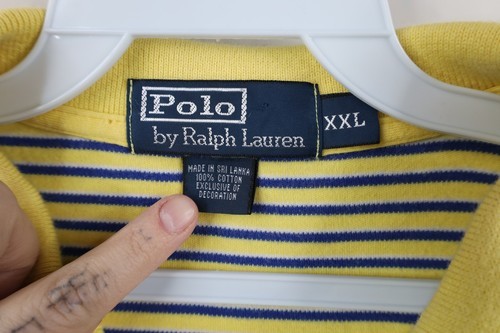 Polo
by Ralph Lauren
XXL
MADE IN SRI LANKA
100% COTTON
EXCLUSIVE OF
DECORATION